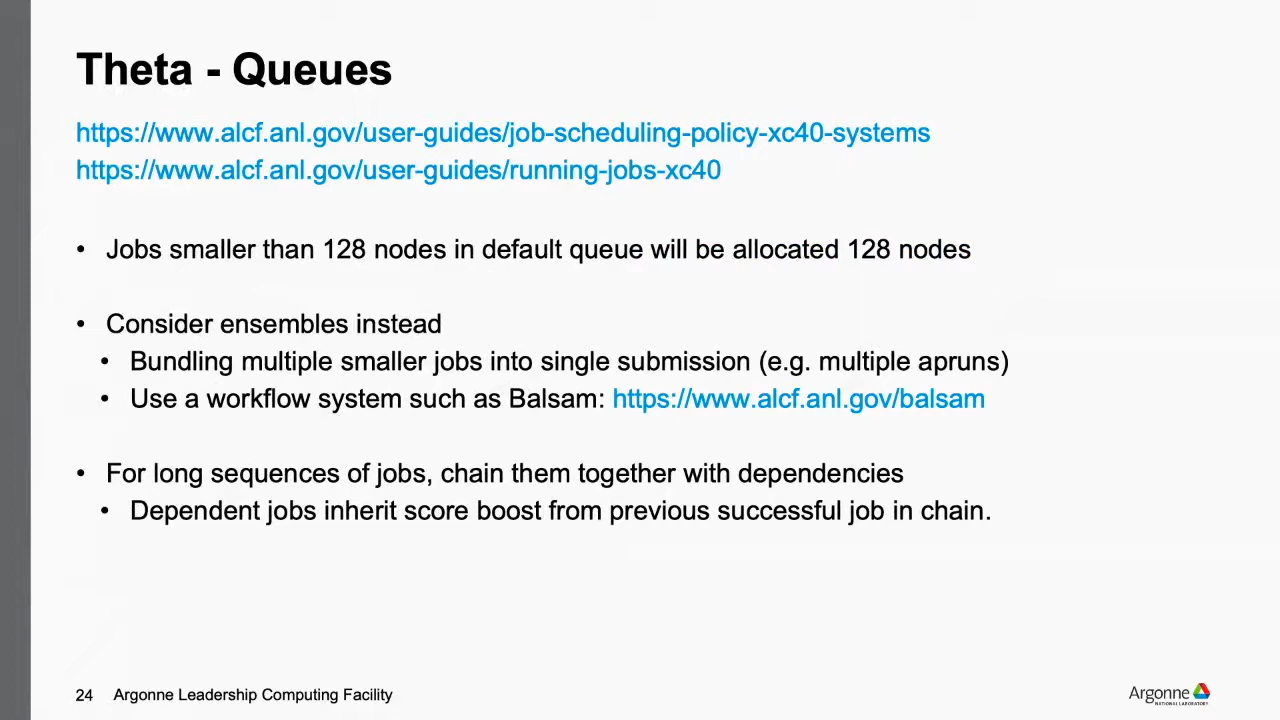 Theta - Queues
https://www.alcf.anl.gov/user-guides/job-scheduling-policy-xc40-systems
https://www.alcf.anl.gov/user-guides/running-jobs-xc40
• Jobs smaller than 128 nodes in default queue will be allocated 128 nodes
• Consider ensembles instead
• Bundling multiple smaller jobs into single submission (e.g. multiple apruns)
• Use a workflow system such as Balsam: https://www.alcf.anl.gov/balsam
• For long sequences of jobs, chain them together with dependencies
• Dependent jobs inherit score boost from previous successful job in chain.
24 Argonne Leadership Computing Facility
Argonne
NATIONAL LABORATORY